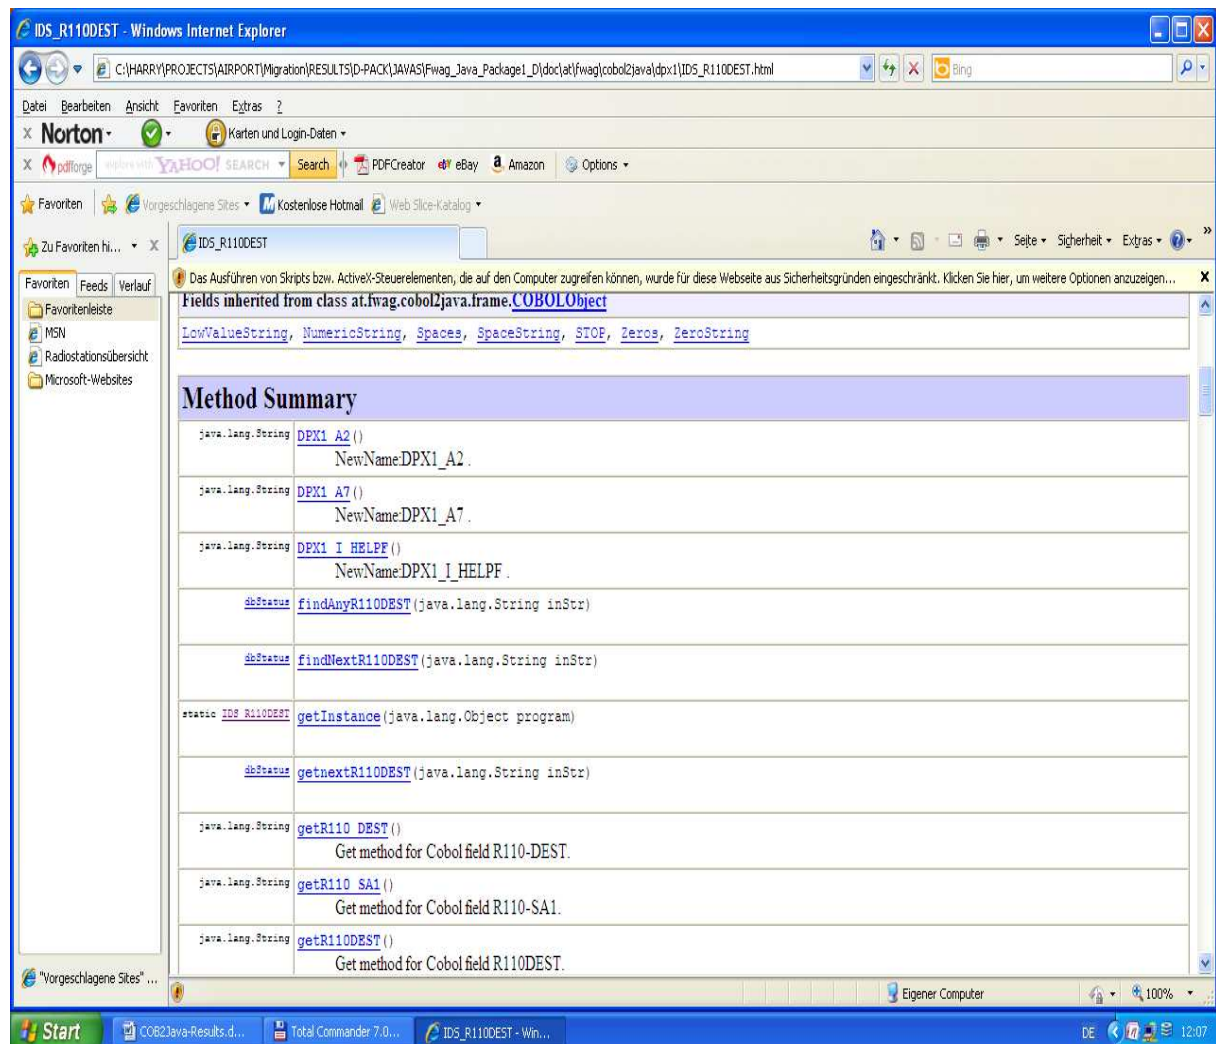 IDS_R110DEST - Windows Internet Explorer
C:\HARRY\PROJECTS\AIRPORT\Migration\RESULTS\D-PACK\JAVAS\Fwag_Java_Package1_D\doc\at\fwag\cobol2java\dpx1\IDS_R110DEST.html
Bing
Datei Bearbeiten Ansicht Favoriten Extras ?
x Norton Karten und Login-Daten
X pdfforge YAHOO! SEARCH Search PDFCreator eBay Amazon Options
Favoriten Vorgeschlagene Sites Kostenlose Hotmail Web Slice-Katalog
Zu Favoriten hi... X IDS_R110DEST Seite Sicherheit Extras »
Favoriten Feeds Verlauf
Das Ausführen von Skripts bzw. ActiveX-Steuerelementen, die auf den Computer zugreifen können, wurde für diese Webseite aus Sicherheitsgründen eingeschränkt. Klicken Sie hier, um weitere Optionen anzuzeigen... X
Favoritenleiste
MSN
Radiostationsübersicht
Microsoft-Websites
Fields inherited from class at.fwag.cobol2java.frame.COBOLObject
LowValueString, NumericString, Spaces, SpaceString, STOP, Zeros, ZeroString
Method Summary
java.lang.String DPX1_A2()
NewName:DPX1_A2 .
java.lang.String DPX1_A7()
NewName:DPX1_A7 .
java.lang.String DPX1_I_HELPF()
NewName:DPX1_I_HELPF .
dbStatus findAnyR110DEST(java.lang.String inStr)
dbStatus findNextR110DEST(java.lang.String inStr)
static IDS_R110DEST getInstance(java.lang.Object program)
dbStatus getnextR110DEST(java.lang.String inStr)
java.lang.String getR110_DEST()
Get method for Cobol field R110-DEST.
java.lang.String getR110_SA1()
Get method for Cobol field R110-SA1.
java.lang.String getR110DEST()
Get method for Cobol field R110DEST.
"Vorgeschlagene Sites" ...
Eigener Computer 100%
Start COB2Java-Results.d... Total Commander 7.0... IDS_R110DEST - Win... DE 12:07